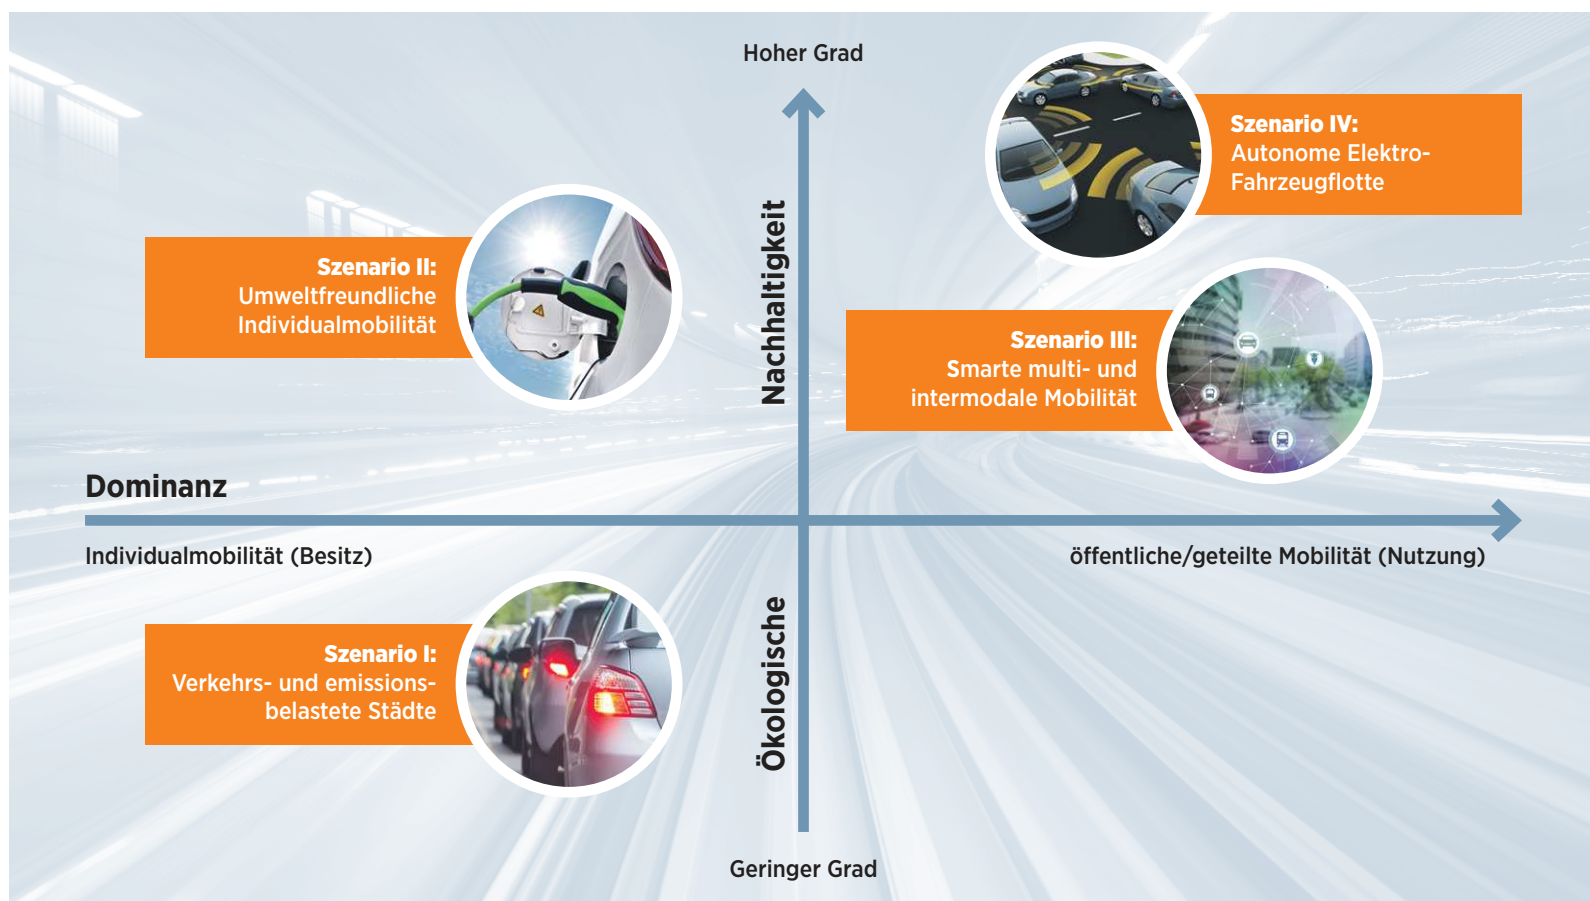 Hoher Grad
Szenario IV:
Autonome Elektro-
Fahrzeugflotte
Szenario II:
Umweltfreundliche
Individualmobilität
Szenario III:
Smarte multi- und
intermodale Mobilität
Ökologische Nachhaltigkeit
Dominanz
Individualmobilität (Besitz)
öffentliche/geteilte Mobilität (Nutzung)
Szenario I:
Verkehrs- und emissions-
belastete Städte
Geringer Grad